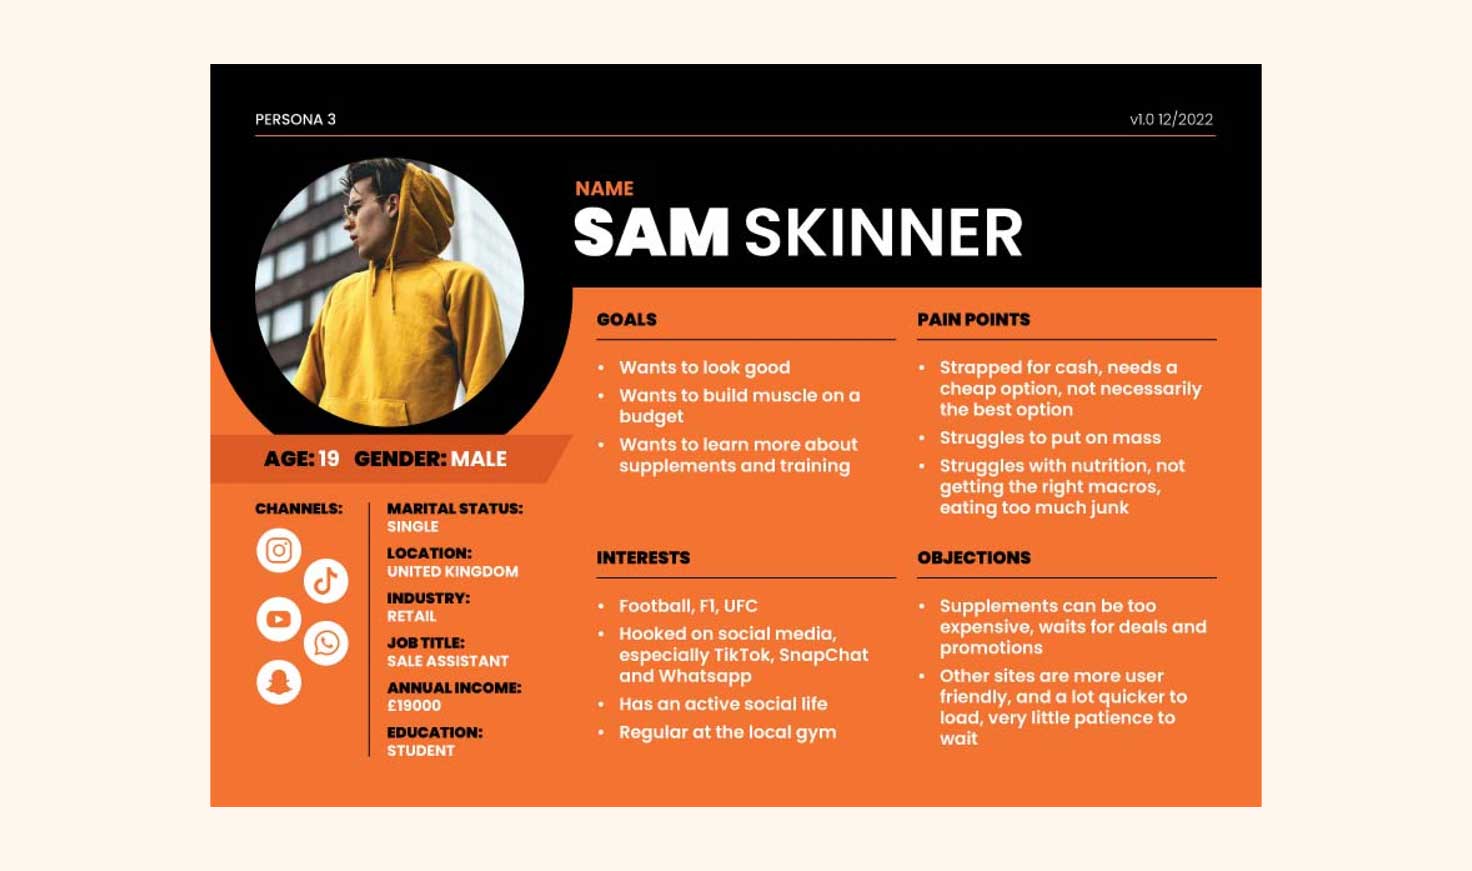 PERSONA 3
v1.0 12/2022
NAME
SAM SKINNER
AGE: 19 GENDER: MALE
CHANNELS:
MARITAL STATUS:
SINGLE
LOCATION:
UNITED KINGDOM
INDUSTRY:
RETAIL
JOB TITLE:
SALE ASSISTANT
ANNUAL INCOME:
£19000
EDUCATION:
STUDENT
GOALS
• Wants to look good
• Wants to build muscle on a
budget
• Wants to learn more about
supplements and training
PAIN POINTS
• Strapped for cash, needs a
cheap option, not necessarily
the best option
• Struggles to put on mass
• Struggles with nutrition, not
getting the right macros,
eating too much junk
INTERESTS
• Football, F1, UFC
• Hooked on social media,
especially TikTok, SnapChat
and Whatsapp
• Has an active social life
• Regular at the local gym
OBJECTIONS
• Supplements can be too
expensive, waits for deals and
promotions
• Other sites are more user
friendly, and a lot quicker to
load, very little patience to
wait